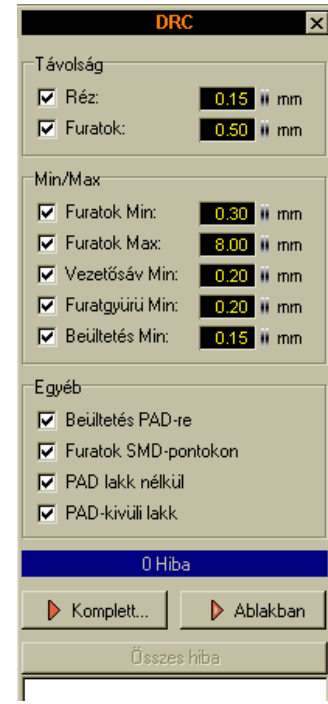 DRC
Távolság
Réz: 0.15 mm
Furatok: 0.50 mm
Min/Max
Furatok Min: 0.30 mm
Furatok Max: 8.00 mm
Vezetősáv Min: 0.20 mm
Furatgyürü Min: 0.20 mm
Beültetés Min: 0.15 mm
Egyéb
Beültetés PAD-re
Furatok SMD-pontokon
PAD lakk nélkül
PAD-kivüli lakk
0 Hiba
Komplett... Ablakban
Összes hiba